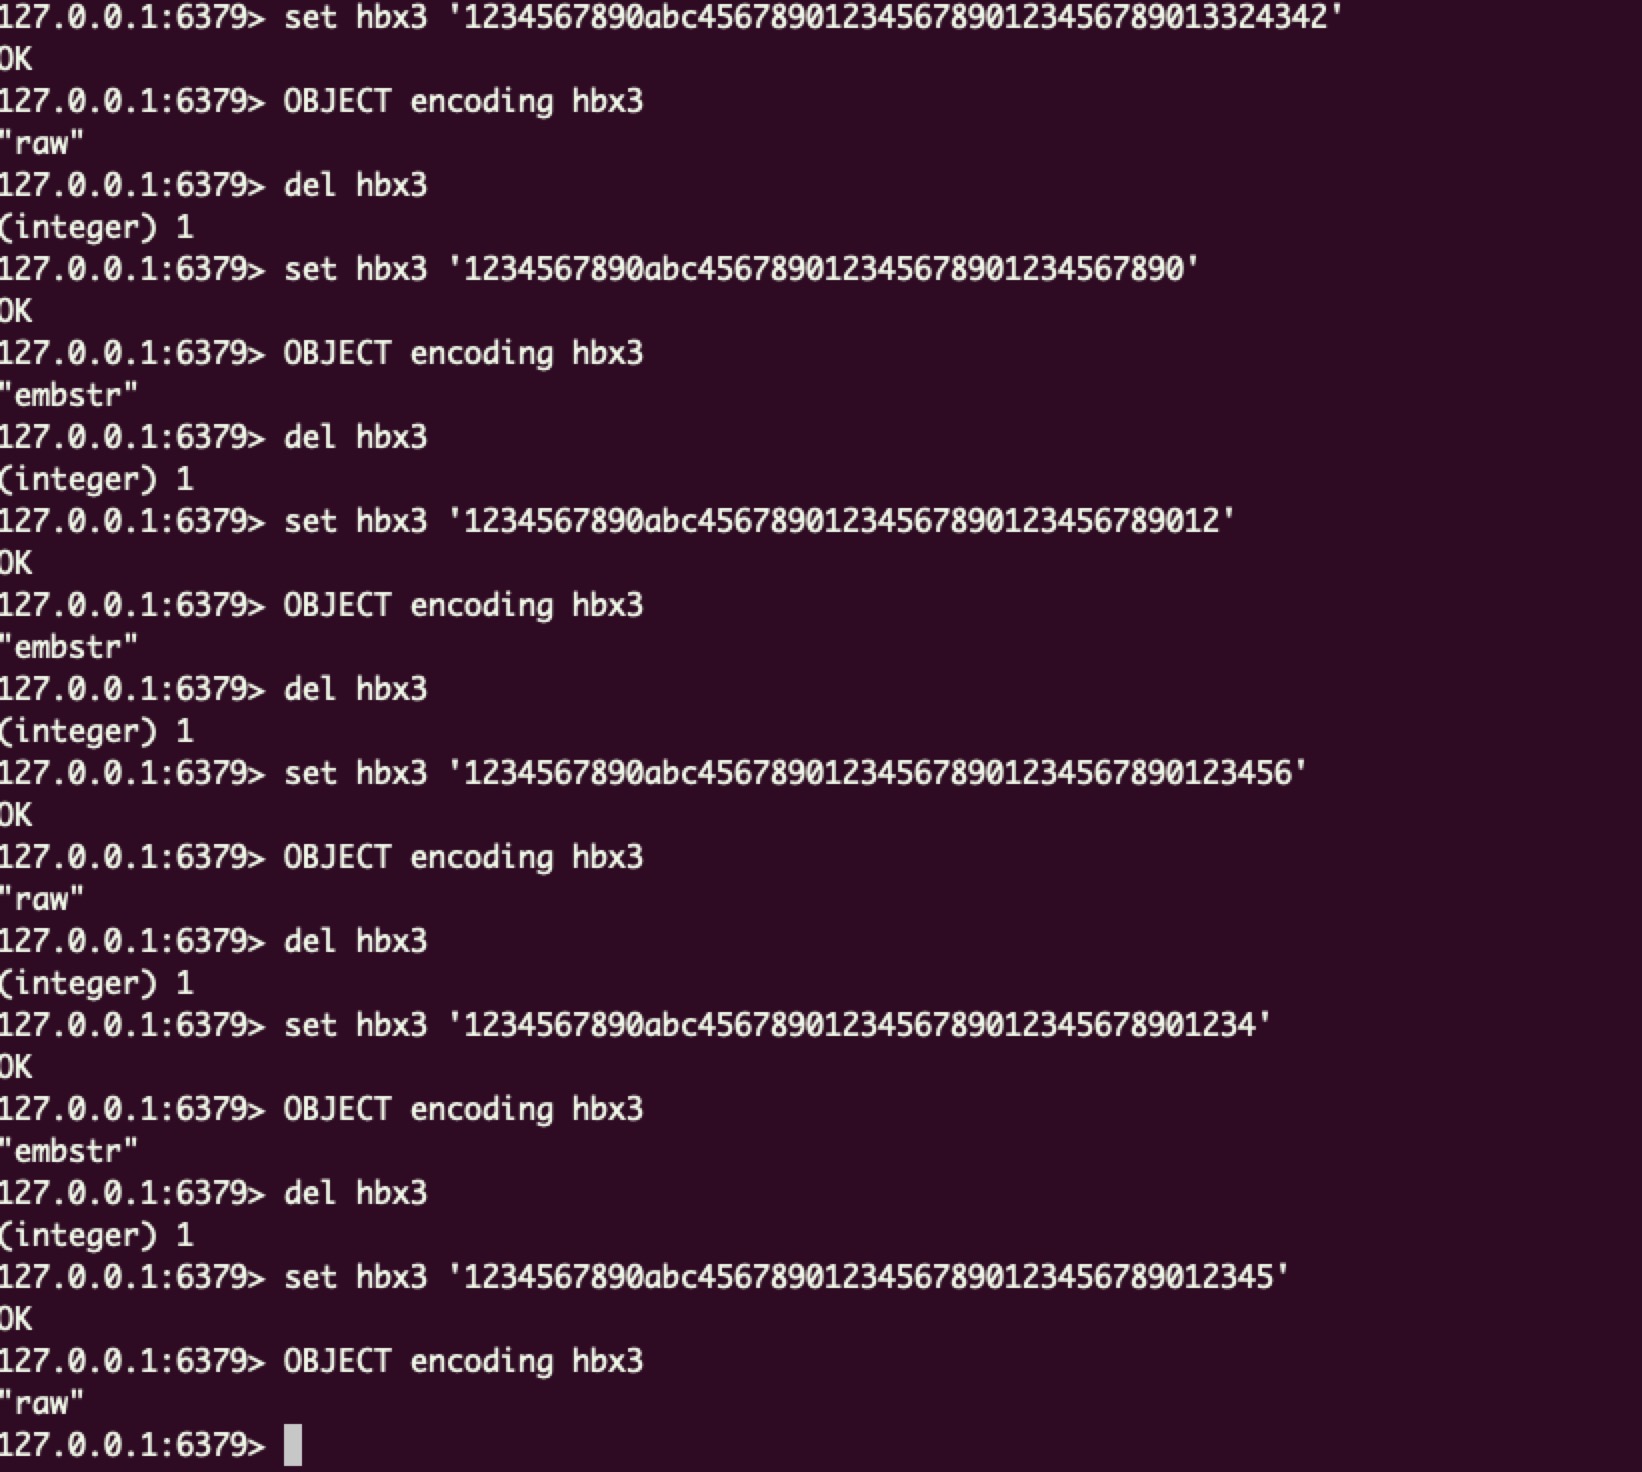 127.0.0.1:6379> set hbx3 '1234567890abc45678901234567890123456789013324342'
OK
127.0.0.1:6379> OBJECT encoding hbx3
"raw"
127.0.0.1:6379> del hbx3
(integer) 1
127.0.0.1:6379> set hbx3 '1234567890abc456789012345678901234567890'
OK
127.0.0.1:6379> OBJECT encoding hbx3
"embstr"
127.0.0.1:6379> del hbx3
(integer) 1
127.0.0.1:6379> set hbx3 '1234567890abc45678901234567890123456789012'
OK
127.0.0.1:6379> OBJECT encoding hbx3
"embstr"
127.0.0.1:6379> del hbx3
(integer) 1
127.0.0.1:6379> set hbx3 '1234567890abc456789012345678901234567890123456'
OK
127.0.0.1:6379> OBJECT encoding hbx3
"raw"
127.0.0.1:6379> del hbx3
(integer) 1
127.0.0.1:6379> set hbx3 '1234567890abc4567890123456789012345678901234'
OK
127.0.0.1:6379> OBJECT encoding hbx3
"embstr"
127.0.0.1:6379> del hbx3
(integer) 1
127.0.0.1:6379> set hbx3 '1234567890abc45678901234567890123456789012345'
OK
127.0.0.1:6379> OBJECT encoding hbx3
"raw"
127.0.0.1:6379>